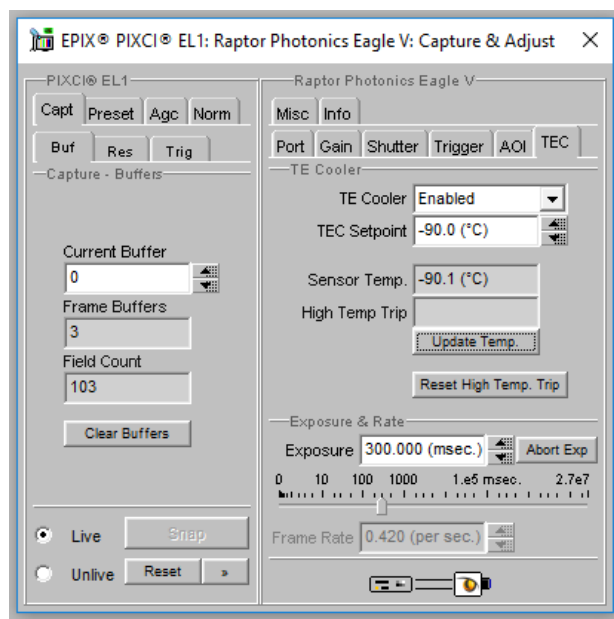 EPIX® PIXCI® EL1: Raptor Photonics Eagle V: Capture & Adjust
PIXCI® EL1
Capt Preset Agc Norm
Buf Res Trig
Capture - Buffers
Current Buffer
0
Frame Buffers
3
Field Count
103
Clear Buffers
Live Snap
Unlive Reset »
Raptor Photonics Eagle V
Misc Info
Port Gain Shutter Trigger AOI TEC
TE Cooler
TE Cooler Enabled
TEC Setpoint -90.0 (°C)
Sensor Temp. -90.1 (°C)
High Temp Trip
Update Temp.
Reset High Temp. Trip
Exposure & Rate
Exposure 300.000 (msec.) Abort Exp
0 10 100 1000 1.e5 msec. 2.7e7
Frame Rate 0.420 (per sec.)